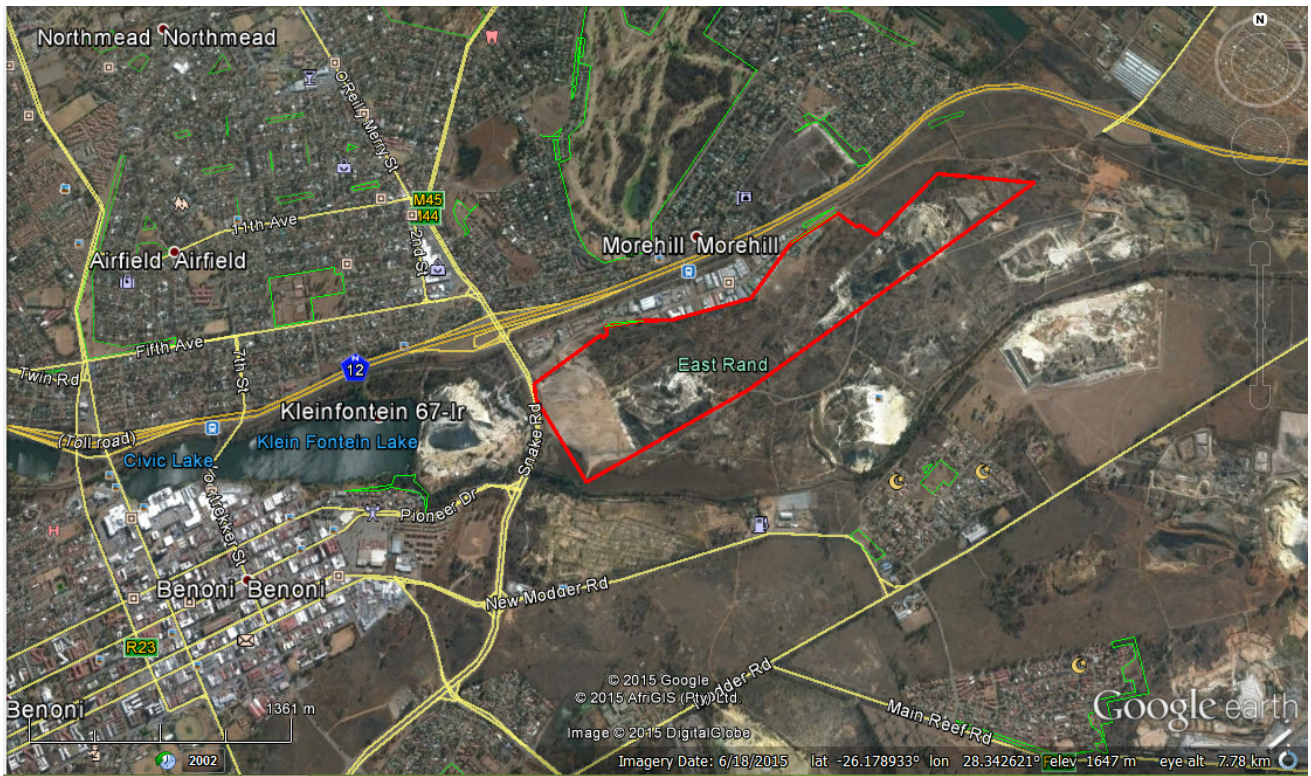 Northmead Northmead
N
O'Reilly Merry St
M45
M44
11th Ave
2nd St
Airfield Airfield
Morehill Morehill
Fifth Ave
7th St
Twin Rd
N
12
East Rand
Kleinfontein 67-Ir
(Toll road)
Klein Fontein Lake
Civic Lake
Snake Rd
Pioneer Dr
Voortrekker St
Benoni Benoni
New Modder Rd
R23
Modder Rd
Main Reef Rd
© 2015 Google
© 2015 AfriGIS (Pty) Ltd.
Benoni
1361 m
Google earth
Image © 2015 DigitalGlobe
2002
Imagery Date: 6/18/2015 lat -26.178933° lon 28.342621° elev 1647 m eye alt 7.78 km